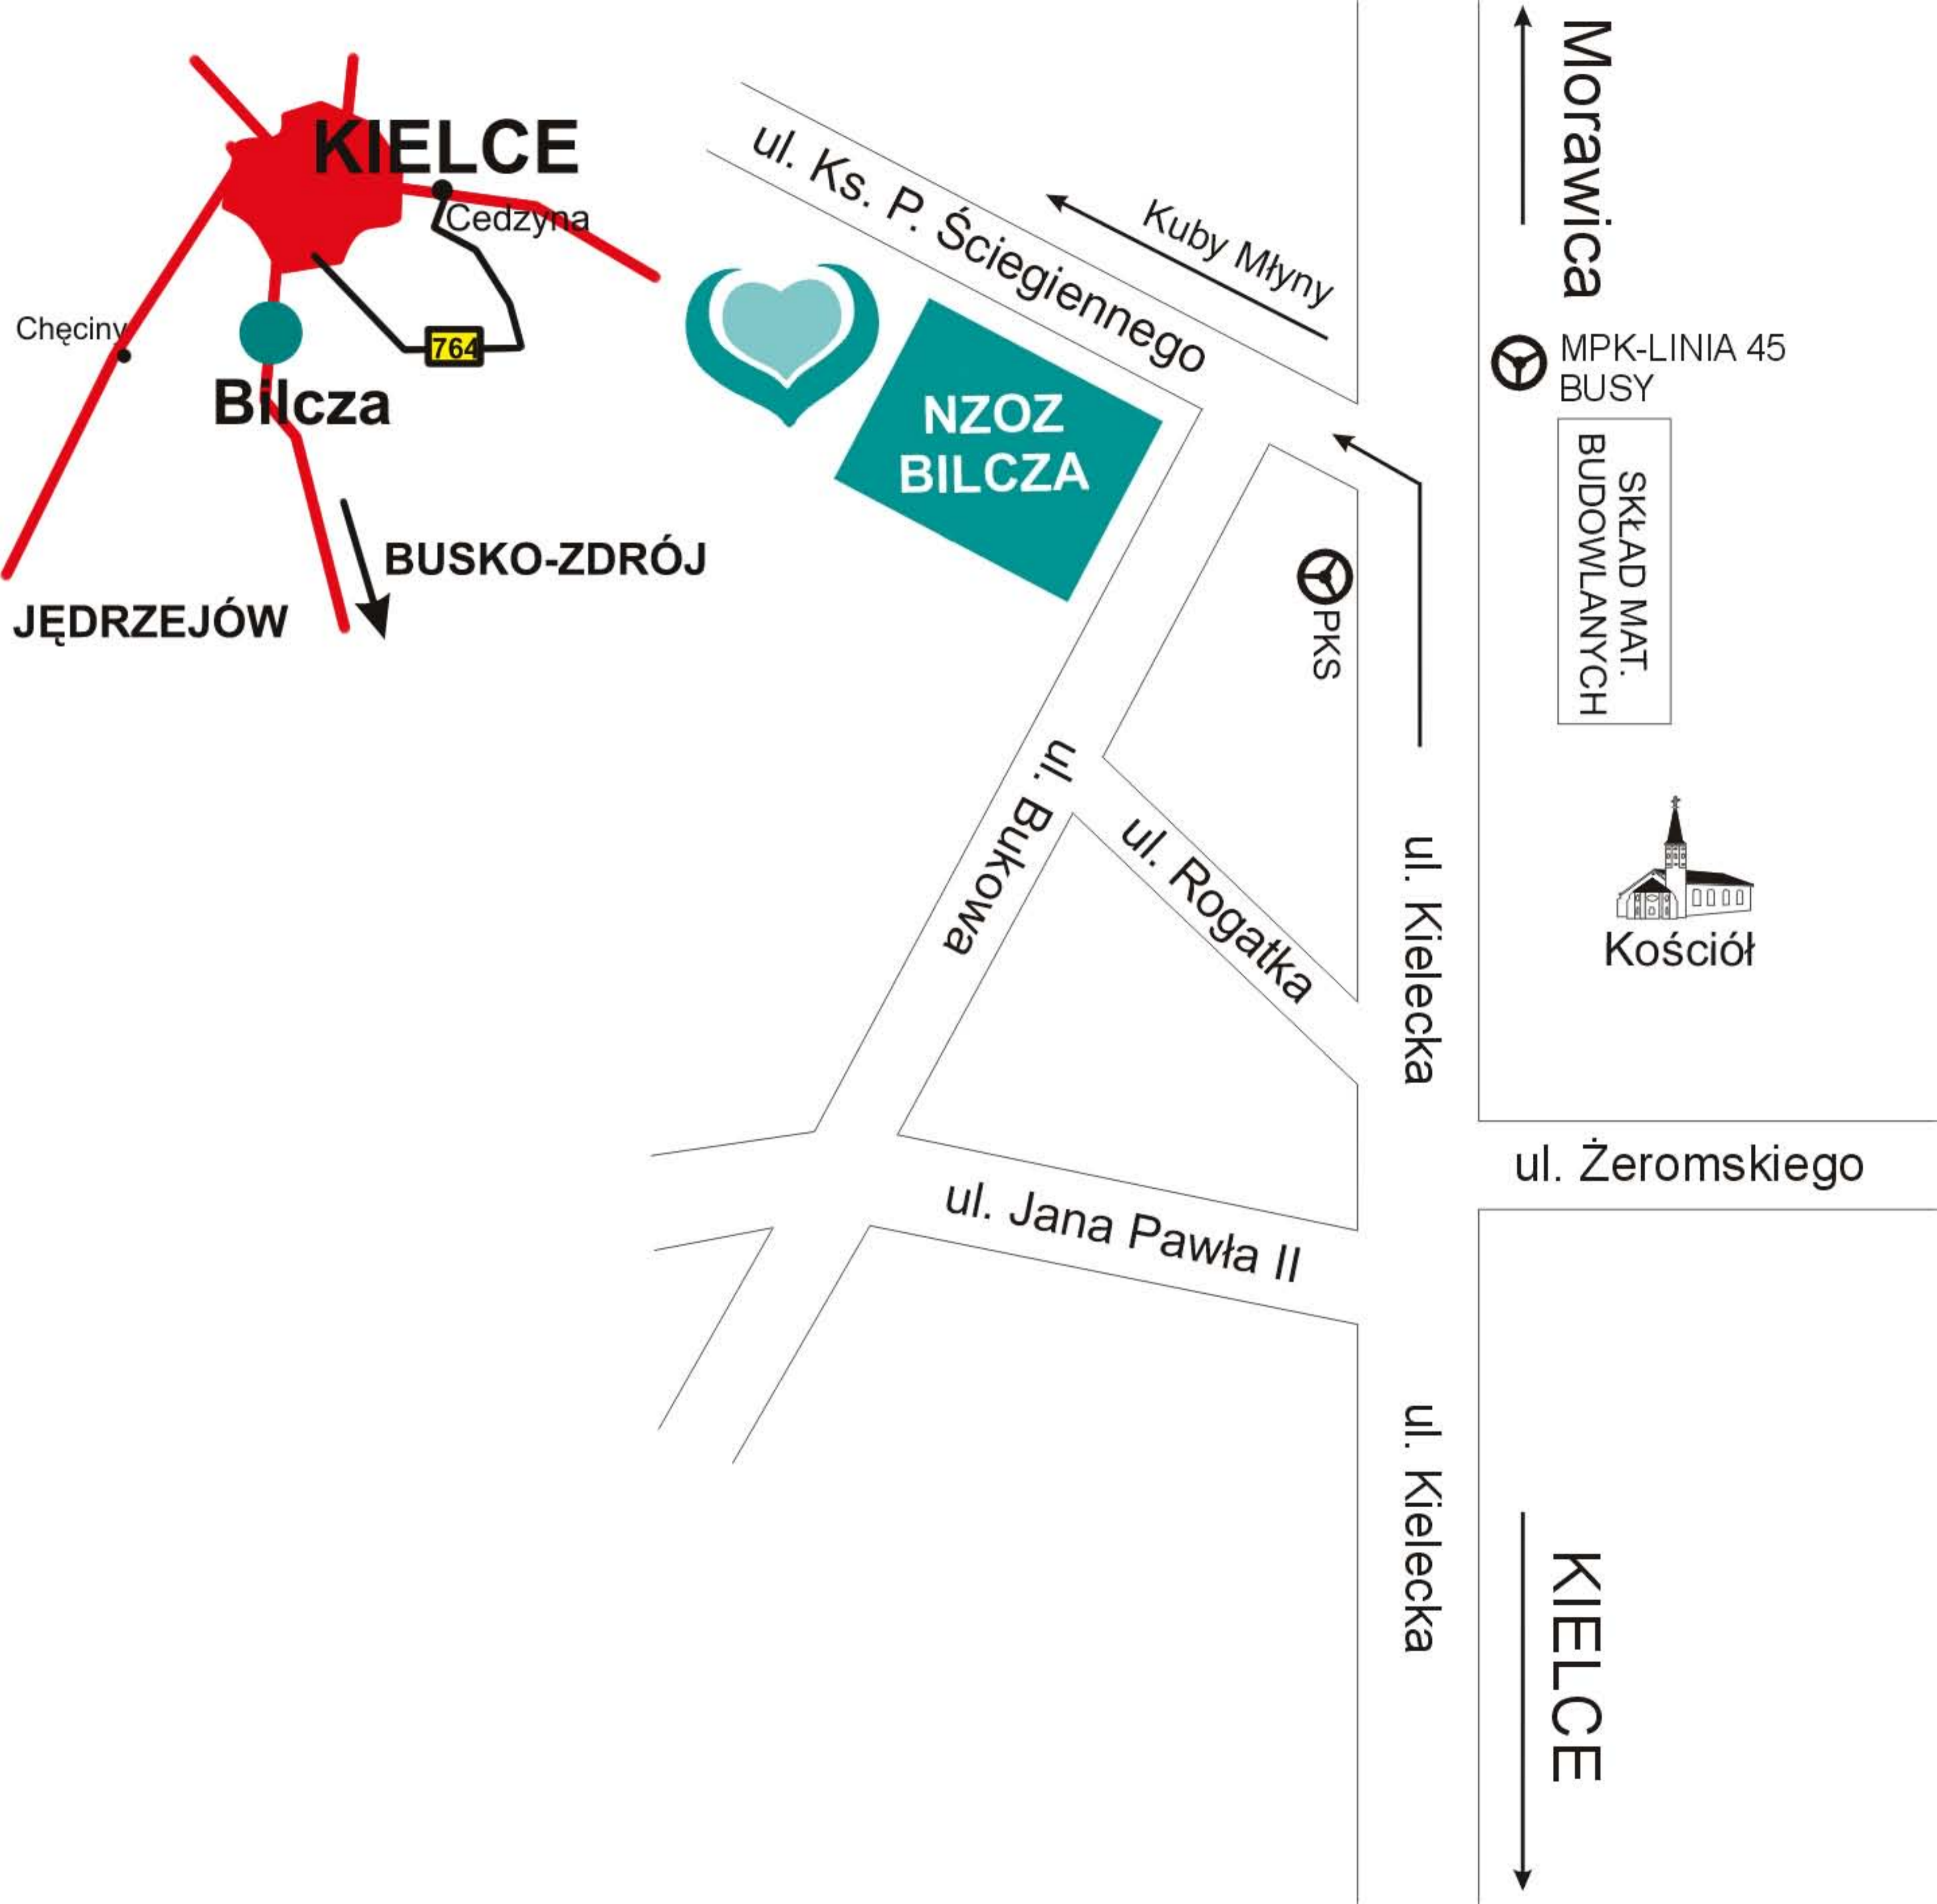 KIELCE
Cedzyna
Chęciny
764
Bilcza
BUSKO-ZDRÓJ
JĘDRZEJÓW
ul. Ks. P. Ściegiennego
Kuby Młyny
Morawica
MPK-LINIA 45
BUSY
NZOZ
BILCZA
SKŁAD MAT.
BUDOWLANYCH
PKS
ul. Bukowa
ul. Rogatka
ul. Kielecka
Kościół
ul. Żeromskiego
ul. Jana Pawła II
ul. Kielecka
KIELCE